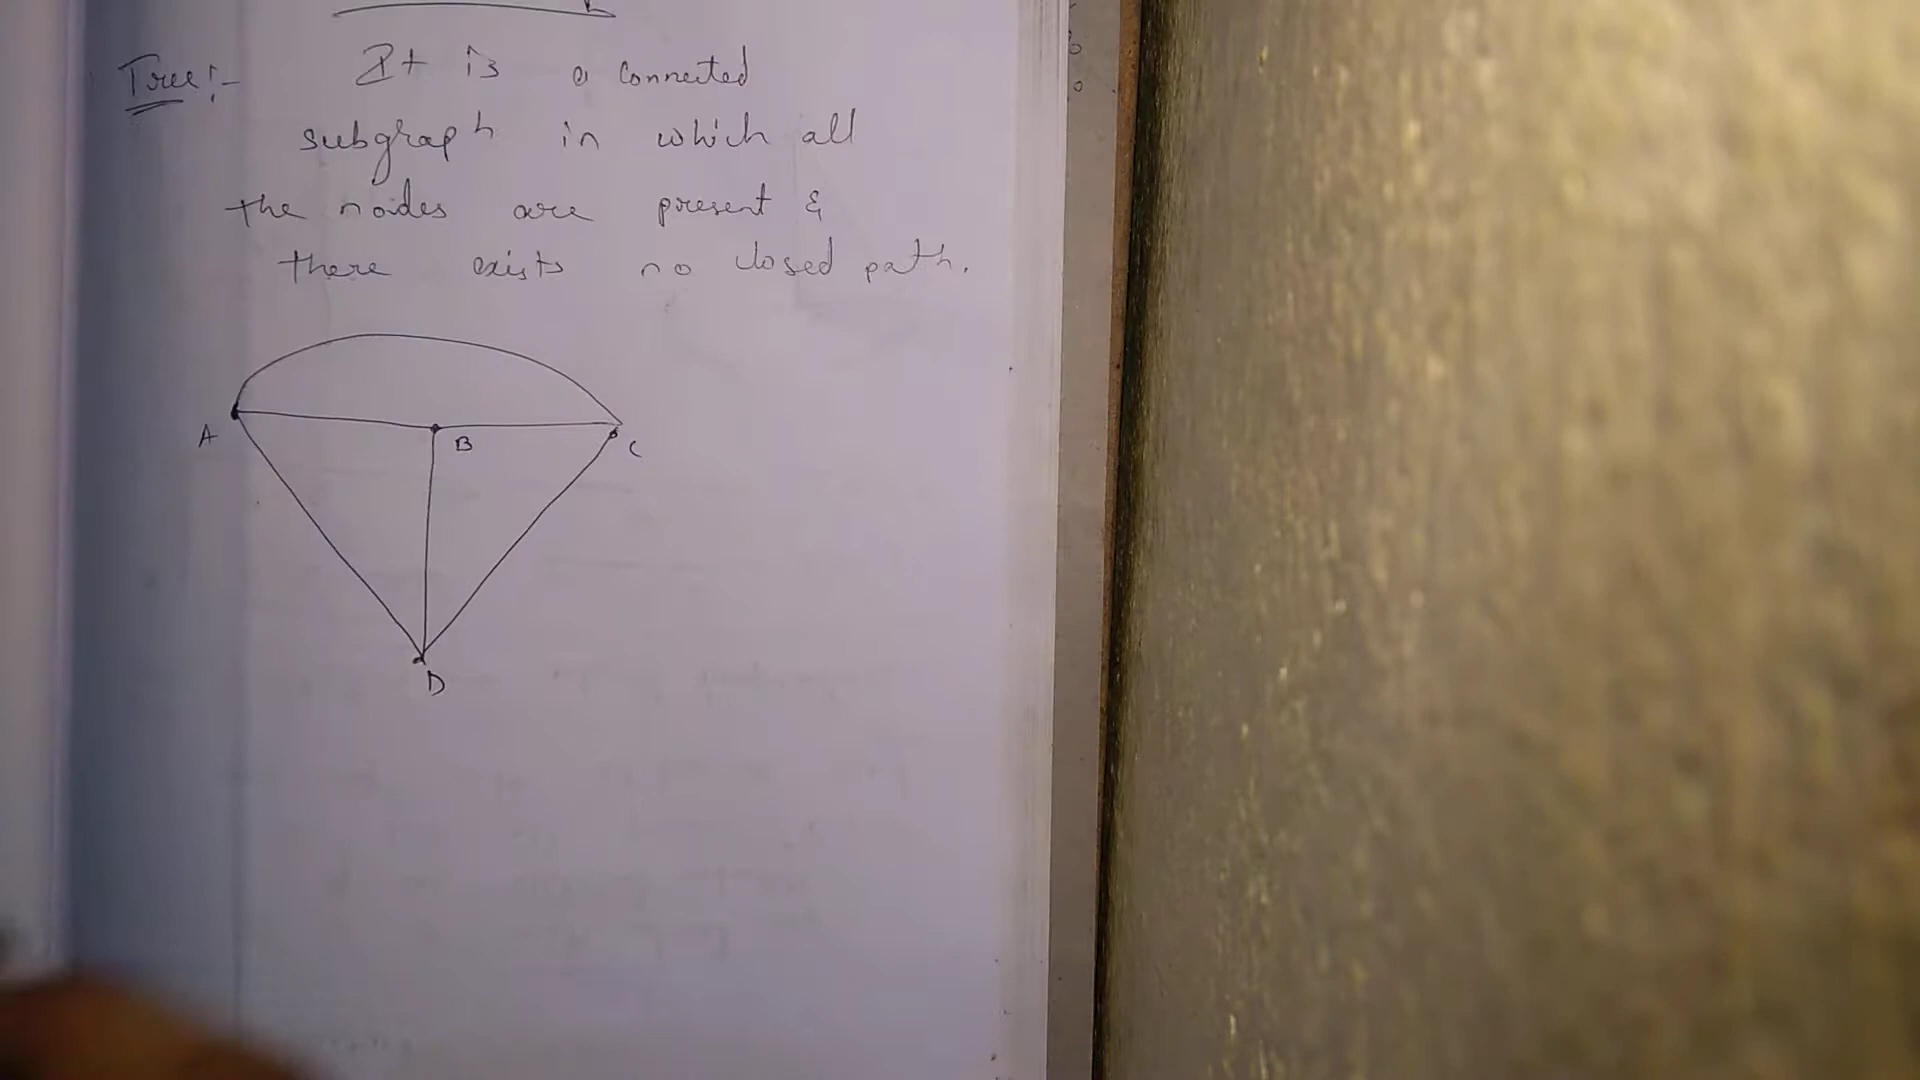 Tree:- It is a connected
subgraph in which all
the nodes are present &
there exists no closed path.
A
B
C
D